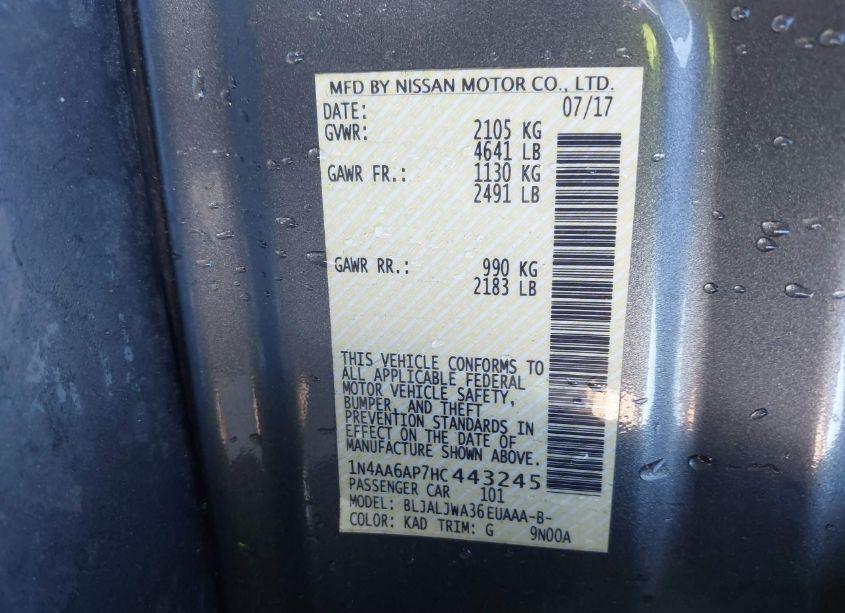 MFD BY NISSAN MOTOR CO., LTD.
DATE: 07/17
GVWR: 2105 KG
4641 LB
GAWR FR.: 1130 KG
2491 LB
GAWR RR.: 990 KG
2183 LB
THIS VEHICLE CONFORMS TO
ALL APPLICABLE FEDERAL
MOTOR VEHICLE SAFETY,
BUMPER, AND THEFT
PREVENTION STANDARDS IN
EFFECT ON THE DATE OF
MANUFACTURE SHOWN ABOVE.
1N4AA6AP7HC443245
PASSENGER CAR 101
MODEL: BLJALJWA36EUAAA-B-
COLOR: KAD TRIM: G 9N00A